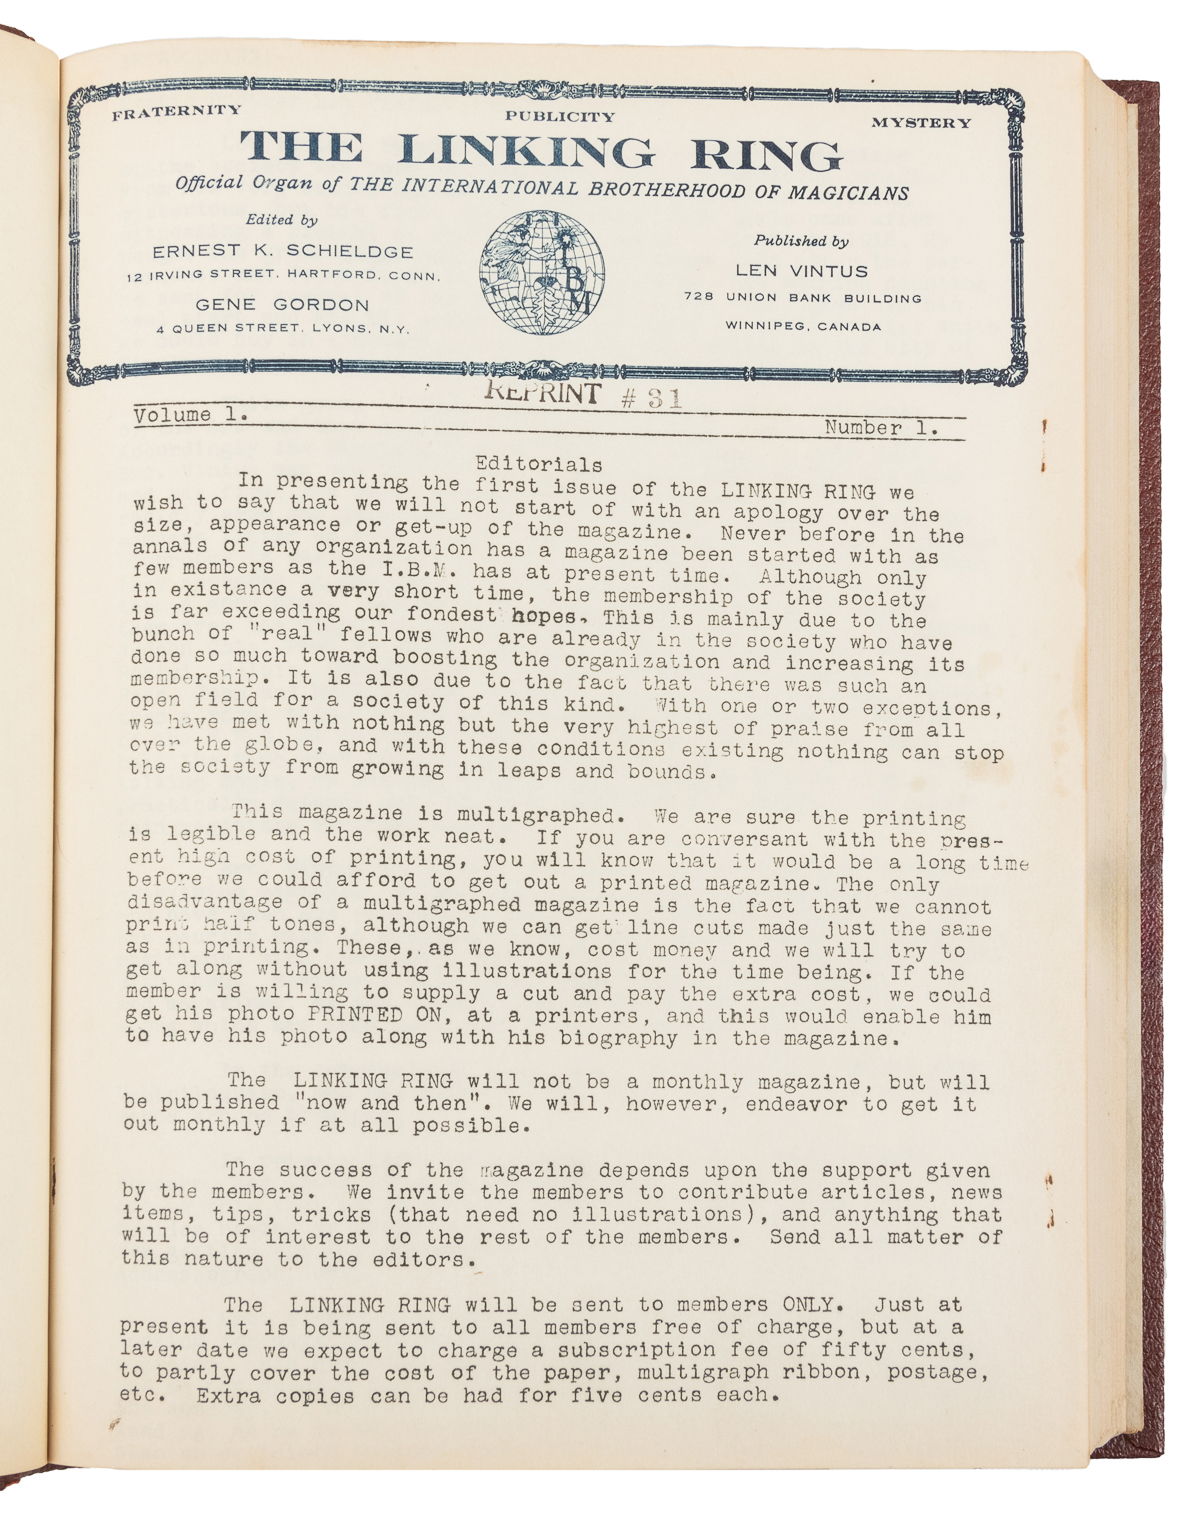 FRATERNITY PUBLICITY MYSTERY
THE LINKING RING
Official Organ of THE INTERNATIONAL BROTHERHOOD OF MAGICIANS
Edited by
ERNEST K. SCHIELDGE
12 IRVING STREET, HARTFORD, CONN.
GENE GORDON
4 QUEEN STREET, LYONS, N.Y.
IBM
Published by
LEN VINTUS
728 UNION BANK BUILDING
WINNIPEG, CANADA
REPRINT # 31
Volume 1. Number 1.
Editorials
In presenting the first issue of the LINKING RING we
wish to say that we will not start of with an apology over the
size, appearance or get-up of the magazine. Never before in the
annals of any organization has a magazine been started with as
few members as the I.B.M. has at present time. Although only
in existance a very short time, the membership of the society
is far exceeding our fondest hopes. This is mainly due to the
bunch of "real" fellows who are already in the society who have
done so much toward boosting the organization and increasing its
membership. It is also due to the fact that there was such an
open field for a society of this kind. With one or two exceptions,
we have met with nothing but the very highest of praise from all
over the globe, and with these conditions existing nothing can stop
the society from growing in leaps and bounds.
This magazine is multigraphed. We are sure the printing
is legible and the work neat. If you are conversant with the pres-
ent high cost of printing, you will know that it would be a long time
before we could afford to get out a printed magazine. The only
disadvantage of a multigraphed magazine is the fact that we cannot
print half tones, although we can get line cuts made just the same
as in printing. These, as we know, cost money and we will try to
get along without using illustrations for the time being. If the
member is willing to supply a cut and pay the extra cost, we could
get his photo PRINTED ON, at a printers, and this would enable him
to have his photo along with his biography in the magazine.
The LINKING RING will not be a monthly magazine, but will
be published "now and then". We will, however, endeavor to get it
out monthly if at all possible.
The success of the magazine depends upon the support given
by the members. We invite the members to contribute articles, news
items, tips, tricks (that need no illustrations), and anything that
will be of interest to the rest of the members. Send all matter of
this nature to the editors.
The LINKING RING will be sent to members ONLY. Just at
present it is being sent to all members free of charge, but at a
later date we expect to charge a subscription fee of fifty cents,
to partly cover the cost of the paper, multigraph ribbon, postage,
etc. Extra copies can be had for five cents each.